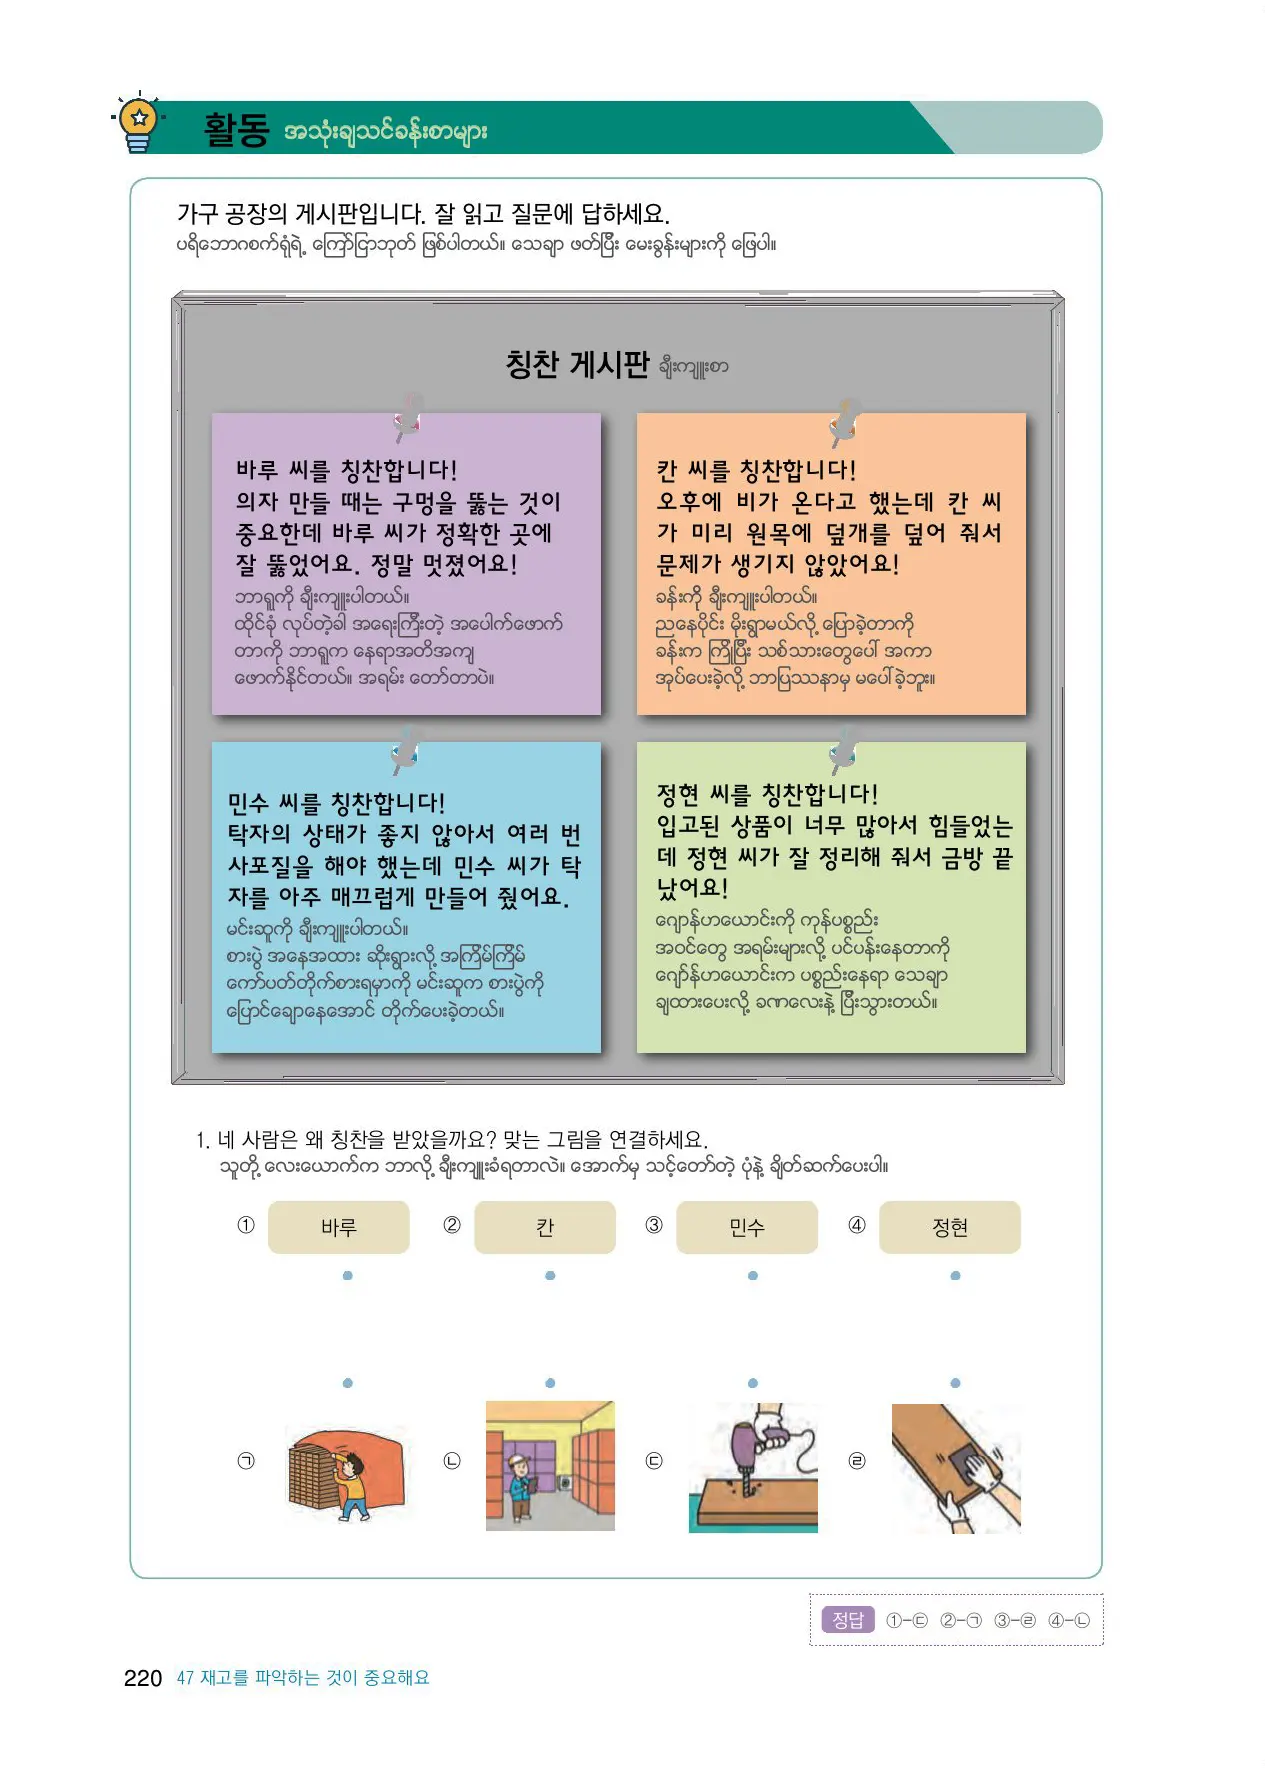 활동 အသုံးချသင်ခန်းစာများ
가구 공장의 게시판입니다. 잘 읽고 질문에 답하세요.
ပရိဘောဂစက်ရုံရဲ့ ကြော်ငြာဘုတ် ဖြစ်ပါတယ်။ သေချာ ဖတ်ပြီး မေးခွန်းများကို ဖြေပါ။
칭찬 게시판 ချီးကျူးစာ
바루 씨를 칭찬합니다!
의자 만들 때는 구멍을 뚫는 것이
중요한데 바루 씨가 정확한 곳에
잘 뚫었어요. 정말 멋졌어요!
ဘာရူကို ချီးကျူးပါတယ်။
ထိုင်ခုံ လုပ်တဲ့ခါ အရေးကြီးတဲ့ အပေါက်ဖောက်
တာကို ဘာရူက နေရာအတိအကျ
ဖောက်နိုင်တယ်။ အရမ်း တော်တာပဲ။
칸 씨를 칭찬합니다!
오후에 비가 온다고 했는데 칸 씨
가 미리 원목에 덮개를 덮어 줘서
문제가 생기지 않았어요!
ခန်းကို ချီးကျူးပါတယ်။
ညနေပိုင်း မိုးရွာမယ်လို့ ပြောခဲ့တာကို
ခန်းက ကြိုပြီး သစ်သားတွေပေါ် အကာ
အုပ်ပေးခဲ့လို့ ဘာပြဿနာမှ မပေါ်ခဲ့ဘူး။
민수 씨를 칭찬합니다!
탁자의 상태가 좋지 않아서 여러 번
사포질을 해야 했는데 민수 씨가 탁
자를 아주 매끄럽게 만들어 줬어요.
မင်းဆူကို ချီးကျူးပါတယ်။
စားပွဲ အနေအထား ဆိုးရွားလို့ အကြိမ်ကြိမ်
ကော်ပတ်တိုက်စားရမှာကို မင်းဆူက စားပွဲကို
ပြောင်ချောနေအောင် တိုက်ပေးခဲ့တယ်။
정현 씨를 칭찬합니다!
입고된 상품이 너무 많아서 힘들었는
데 정현 씨가 잘 정리해 줘서 금방 끝
났어요!
ဂျောန်ဟယောင်းကို ကုန်ပစ္စည်း
အဝင်တွေ အရမ်းများလို့ ပင်ပန်းနေတာကို
ဂျော်န်ဟယောင်းက ပစ္စည်းနေရာ သေချာ
ချထားပေးလို့ ခဏလေးနဲ့ ပြီးသွားတယ်။
1. 네 사람은 왜 칭찬을 받았을까요? 맞는 그림을 연결하세요.
သူတို့ လေးယောက်က ဘာလို့ ချီးကျူးခံရတာလဲ။ အောက်မှ သင့်တော်တဲ့ ပုံနဲ့ ချိတ်ဆက်ပေးပါ။
① 바루 ② 칸 ③ 민수 ④ 정현
㉠ ㉡ ㉢ ㉣
정답 ①-㉢ ②-㉠ ③-㉣ ④-㉡
220 47 재고를 파악하는 것이 중요해요